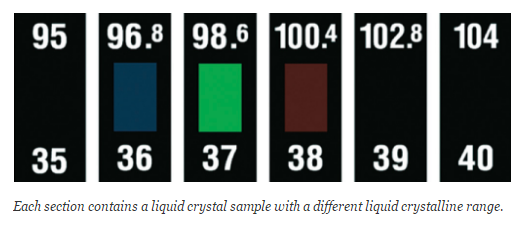 95 96.8 98.6 100.4 102.8 104
35 36 37 38 39 40
Each section contains a liquid crystal sample with a different liquid crystalline range.